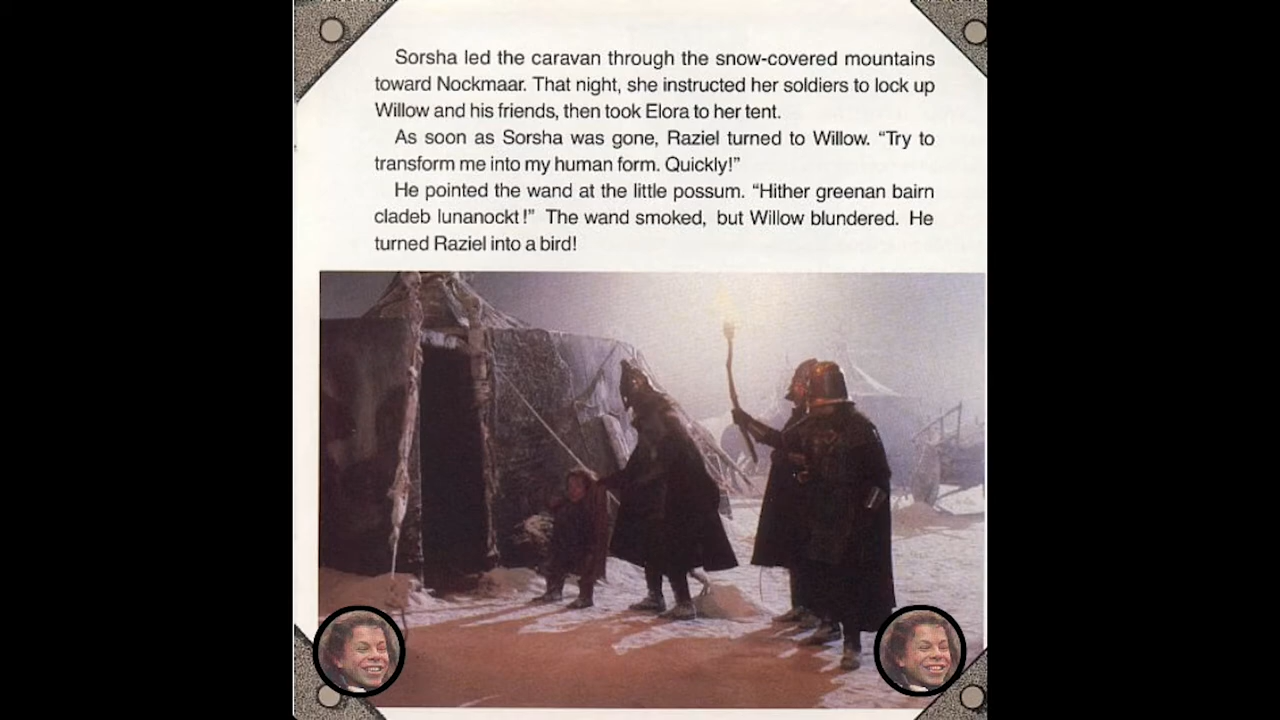 Sorsha led the caravan through the snow-covered mountains
toward Nockmaar. That night, she instructed her soldiers to lock up
Willow and his friends, then took Elora to her tent.
As soon as Sorsha was gone, Raziel turned to Willow. “Try to
transform me into my human form. Quickly!”
He pointed the wand at the little possum. “Hither greenan bairn
cladeb lunanockt!” The wand smoked, but Willow blundered. He
turned Raziel into a bird!